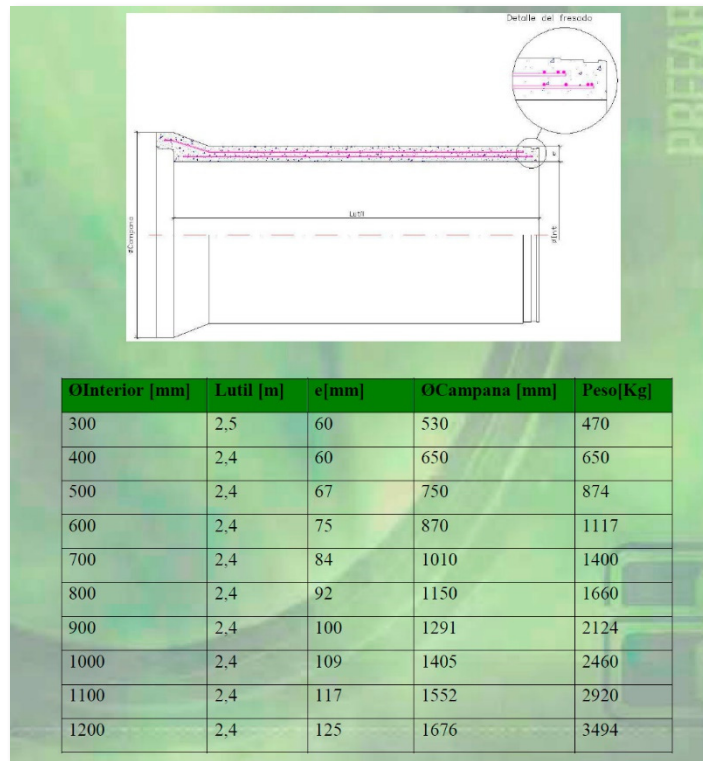 Detalle del fresado
e
Lutil
øCampana
øInt
PREFAB
ØInterior [mm] Lutil [m] e[mm] ØCampana [mm] Peso[Kg]
300 2,5 60 530 470
400 2,4 60 650 650
500 2,4 67 750 874
600 2,4 75 870 1117
700 2,4 84 1010 1400
800 2,4 92 1150 1660
900 2,4 100 1291 2124
1000 2,4 109 1405 2460
1100 2,4 117 1552 2920
1200 2,4 125 1676 3494